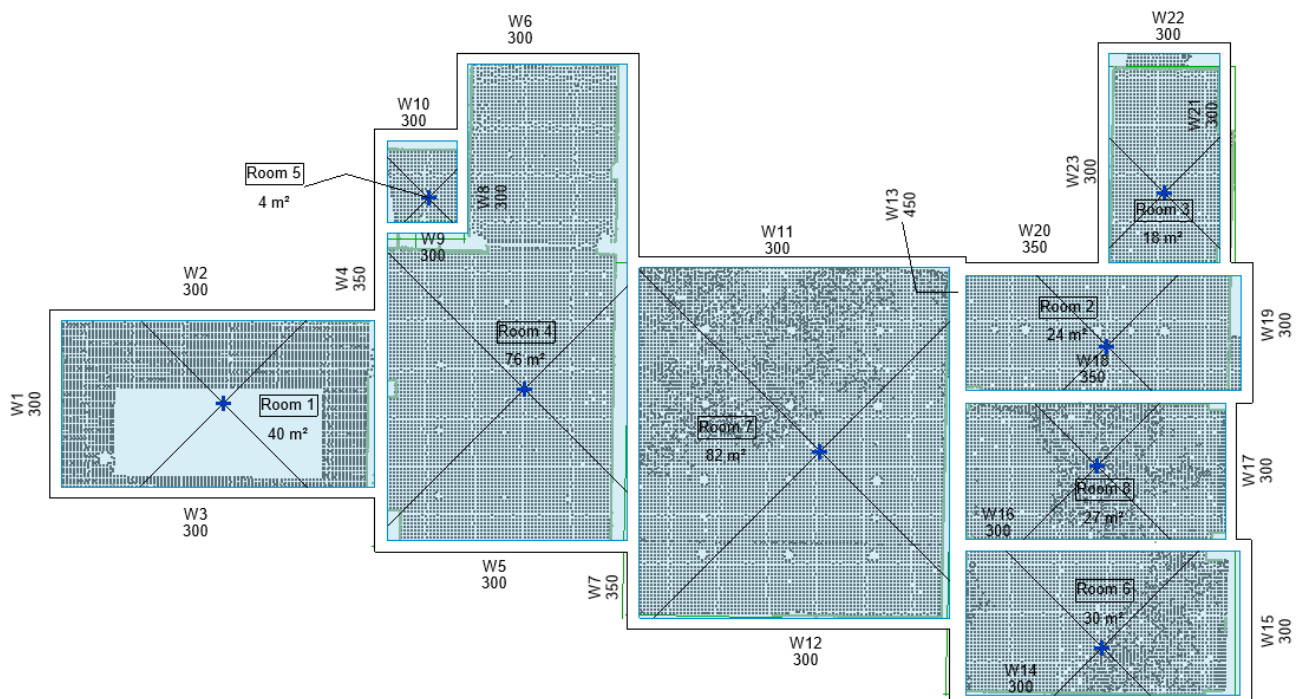 W6
300
W22
300
W10
300
Room 5
4 m²
W21
300
W8
300
W23
300
Room 3
18 m²
W13
450
W9
300
W11
300
W20
350
W2
300
W4
350
Room 2
24 m²
W18
350
W19
300
Room 4
76 m²
W1
300
Room 1
40 m²
Room 7
82 m²
W17
300
Room 8
27 m²
W16
300
W3
300
W5
300
W7
350
Room 6
30 m²
W15
300
W12
300
W14
300